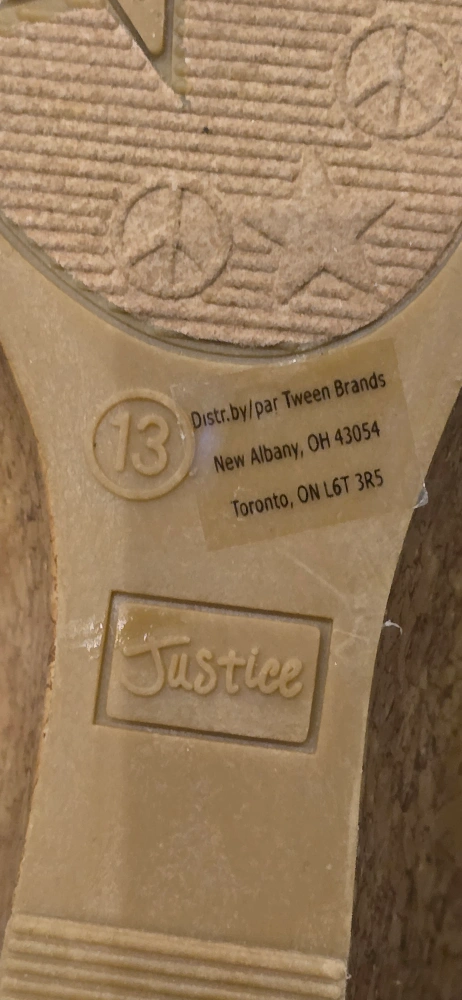 13
Distr.by/par Tween Brands
New Albany, OH 43054
Toronto, ON L6T 3R5
Justice